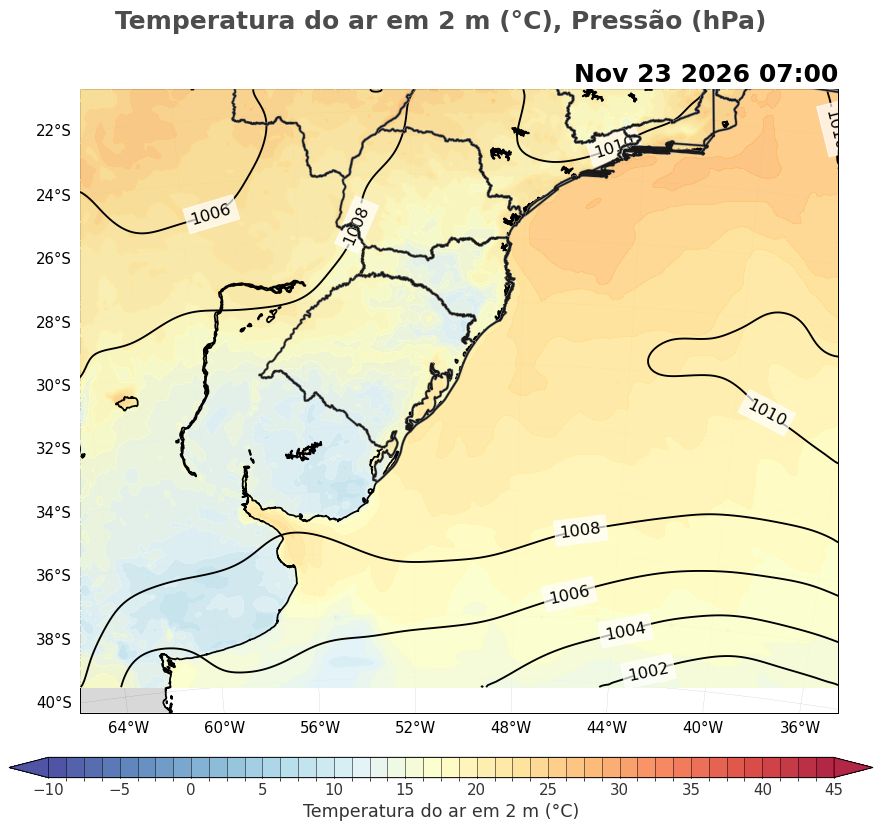 Temperatura do ar em 2 m (°C), Pressão (hPa)
Nov 23 2026 07:00
22°S
24°S
26°S
28°S
30°S
32°S
34°S
36°S
38°S
40°S
1010
1006
1008
1010
1008
1006
1004
1002
64°W
60°W
56°W
52°W
48°W
44°W
40°W
36°W
−10
−5
0
5
10
15
20
25
30
35
40
45
Temperatura do ar em 2 m (°C)